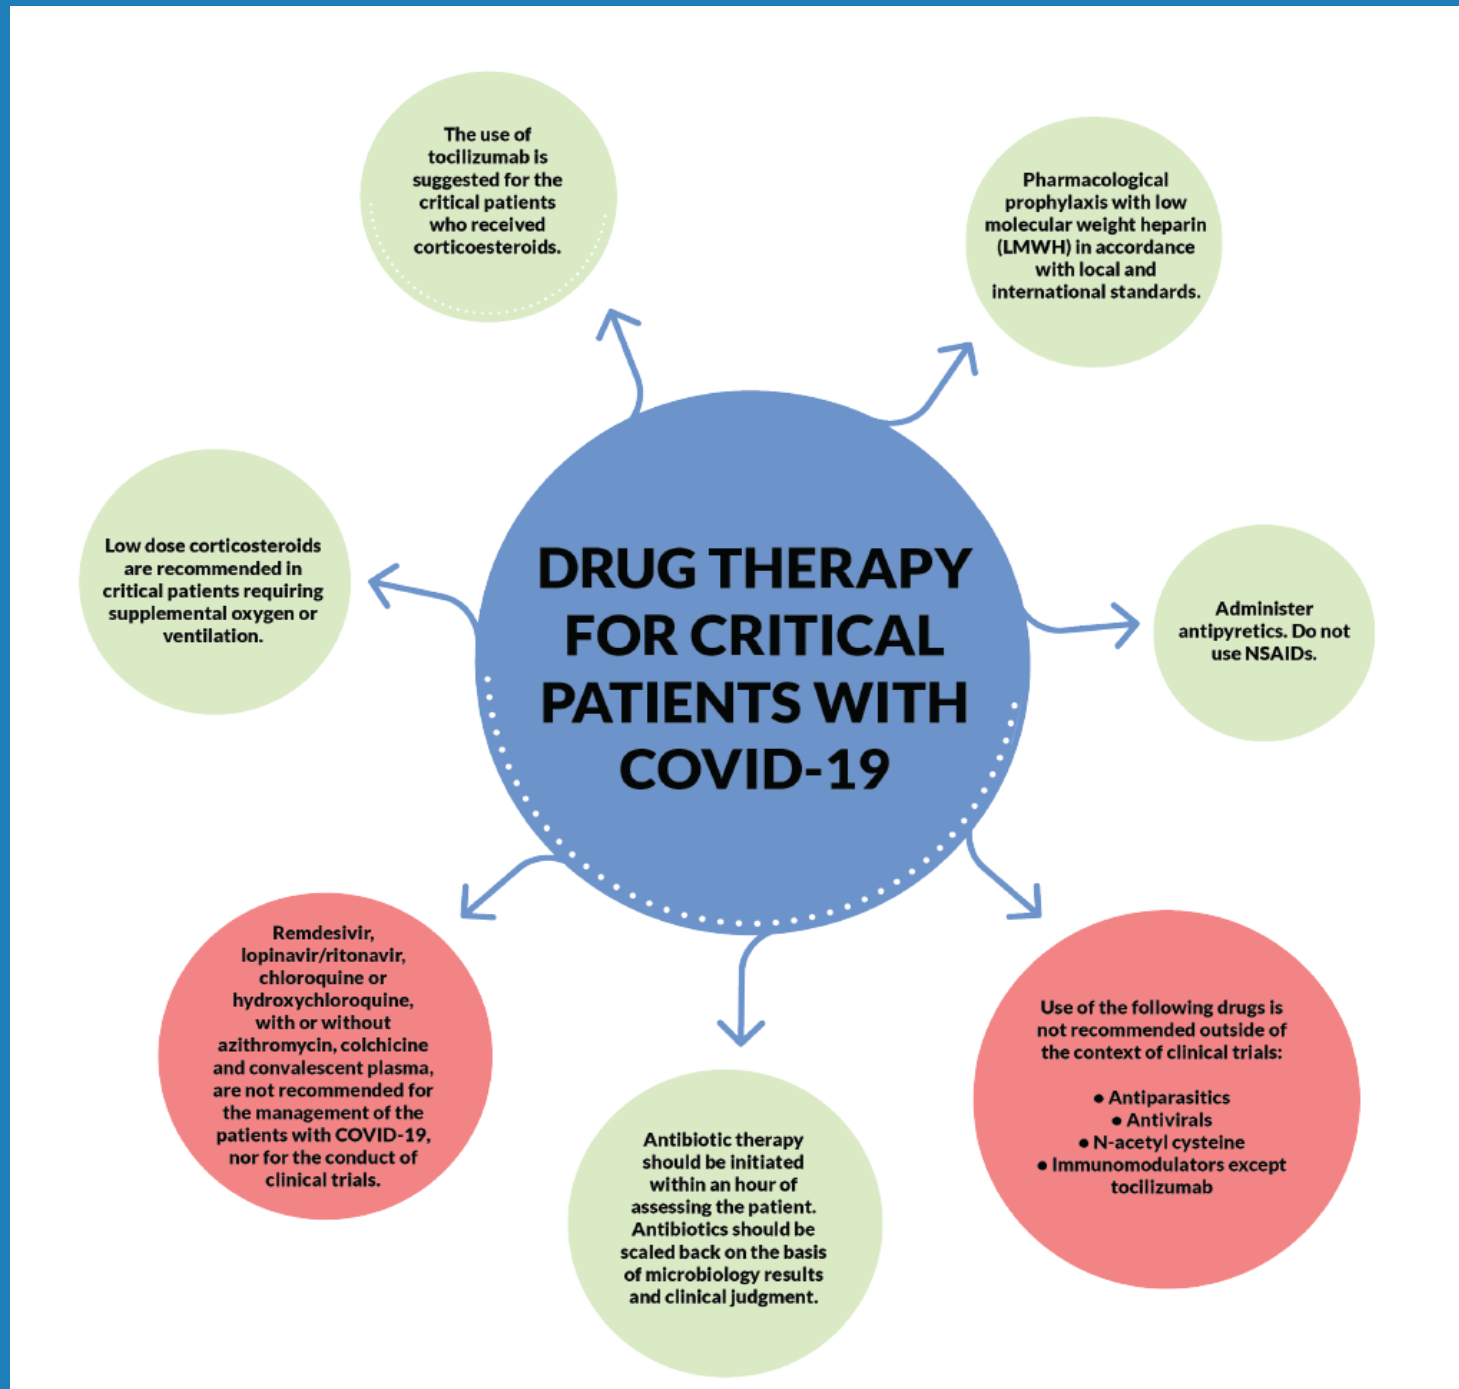 The use of
tocilizumab is
suggested for the
critical patients
who received
corticoesteroids.
Pharmacological
prophylaxis with low
molecular weight heparin
(LMWH) in accordance
with local and
international standards.
Low dose corticosteroids
are recommended in
critical patients requiring
supplemental oxygen or
ventilation.
DRUG THERAPY
FOR CRITICAL
PATIENTS WITH
COVID-19
Administer
antipyretics. Do not
use NSAIDs.
Remdesivir,
lopinavir/ritonavir,
chloroquine or
hydroxychloroquine,
with or without
azithromycin, colchicine
and convalescent plasma,
are not recommended for
the management of the
patients with COVID-19,
nor for the conduct of
clinical trials.
Antibiotic therapy
should be initiated
within an hour of
assessing the patient.
Antibiotics should be
scaled back on the basis
of microbiology results
and clinical judgment.
Use of the following drugs is
not recommended outside of
the context of clinical trials:
● Antiparasitics
● Antivirals
● N-acetyl cysteine
● Immunomodulators except
tocilizumab